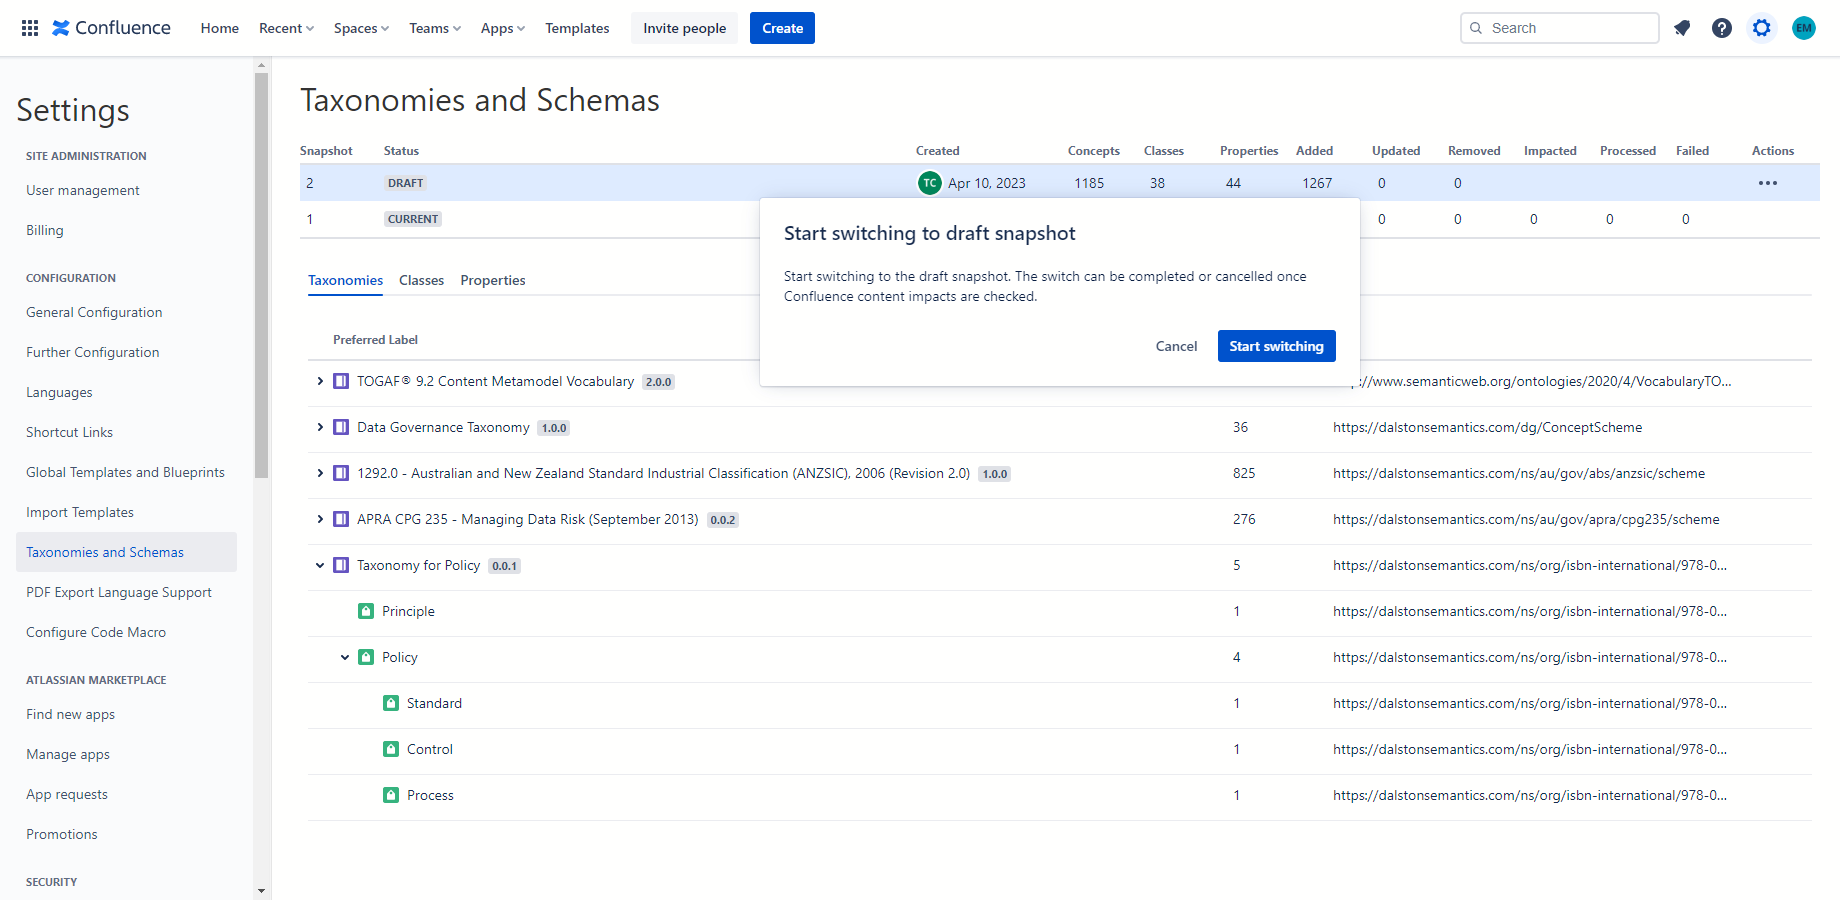 Confluence Home Recent Spaces Teams Apps Templates Invite people Create Search EM
Settings
SITE ADMINISTRATION
User management
Billing
CONFIGURATION
General Configuration
Further Configuration
Languages
Shortcut Links
Global Templates and Blueprints
Import Templates
Taxonomies and Schemas
PDF Export Language Support
Configure Code Macro
ATLASSIAN MARKETPLACE
Find new apps
Manage apps
App requests
Promotions
SECURITY
Taxonomies and Schemas
Snapshot Status Created Concepts Classes Properties Added Updated Removed Impacted Processed Failed Actions
2 DRAFT TC Apr 10, 2023 1185 38 44 1267 0 0
1 CURRENT 0 0 0 0 0
Start switching to draft snapshot
Start switching to the draft snapshot. The switch can be completed or cancelled once
Confluence content impacts are checked.
Cancel Start switching
Taxonomies Classes Properties
Preferred Label
TOGAF® 9.2 Content Metamodel Vocabulary 2.0.0 ://www.semanticweb.org/ontologies/2020/4/VocabularyTO...
Data Governance Taxonomy 1.0.0 36 https://dalstonsemantics.com/dg/ConceptScheme
1292.0 - Australian and New Zealand Standard Industrial Classification (ANZSIC), 2006 (Revision 2.0) 1.0.0 825 https://dalstonsemantics.com/ns/au/gov/abs/anzsic/scheme
APRA CPG 235 - Managing Data Risk (September 2013) 0.0.2 276 https://dalstonsemantics.com/ns/au/gov/apra/cpg235/scheme
Taxonomy for Policy 0.0.1 5 https://dalstonsemantics.com/ns/org/isbn-international/978-0...
Principle 1 https://dalstonsemantics.com/ns/org/isbn-international/978-0...
Policy 4 https://dalstonsemantics.com/ns/org/isbn-international/978-0...
Standard 1 https://dalstonsemantics.com/ns/org/isbn-international/978-0...
Control 1 https://dalstonsemantics.com/ns/org/isbn-international/978-0...
Process 1 https://dalstonsemantics.com/ns/org/isbn-international/978-0...